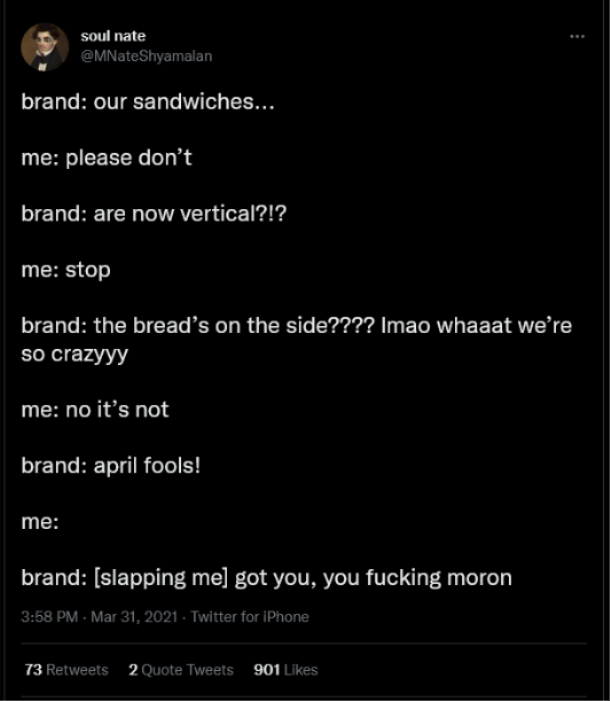 soul nate
@MNateShyamalan
brand: our sandwiches...
me: please don’t
brand: are now vertical?!?
me: stop
brand: the bread’s on the side???? lmao whaaat we’re
so crazyyy
me: no it’s not
brand: april fools!
me:
brand: [slapping me] got you, you fucking moron
3:58 PM · Mar 31, 2021 · Twitter for iPhone
73 Retweets 2 Quote Tweets 901 Likes